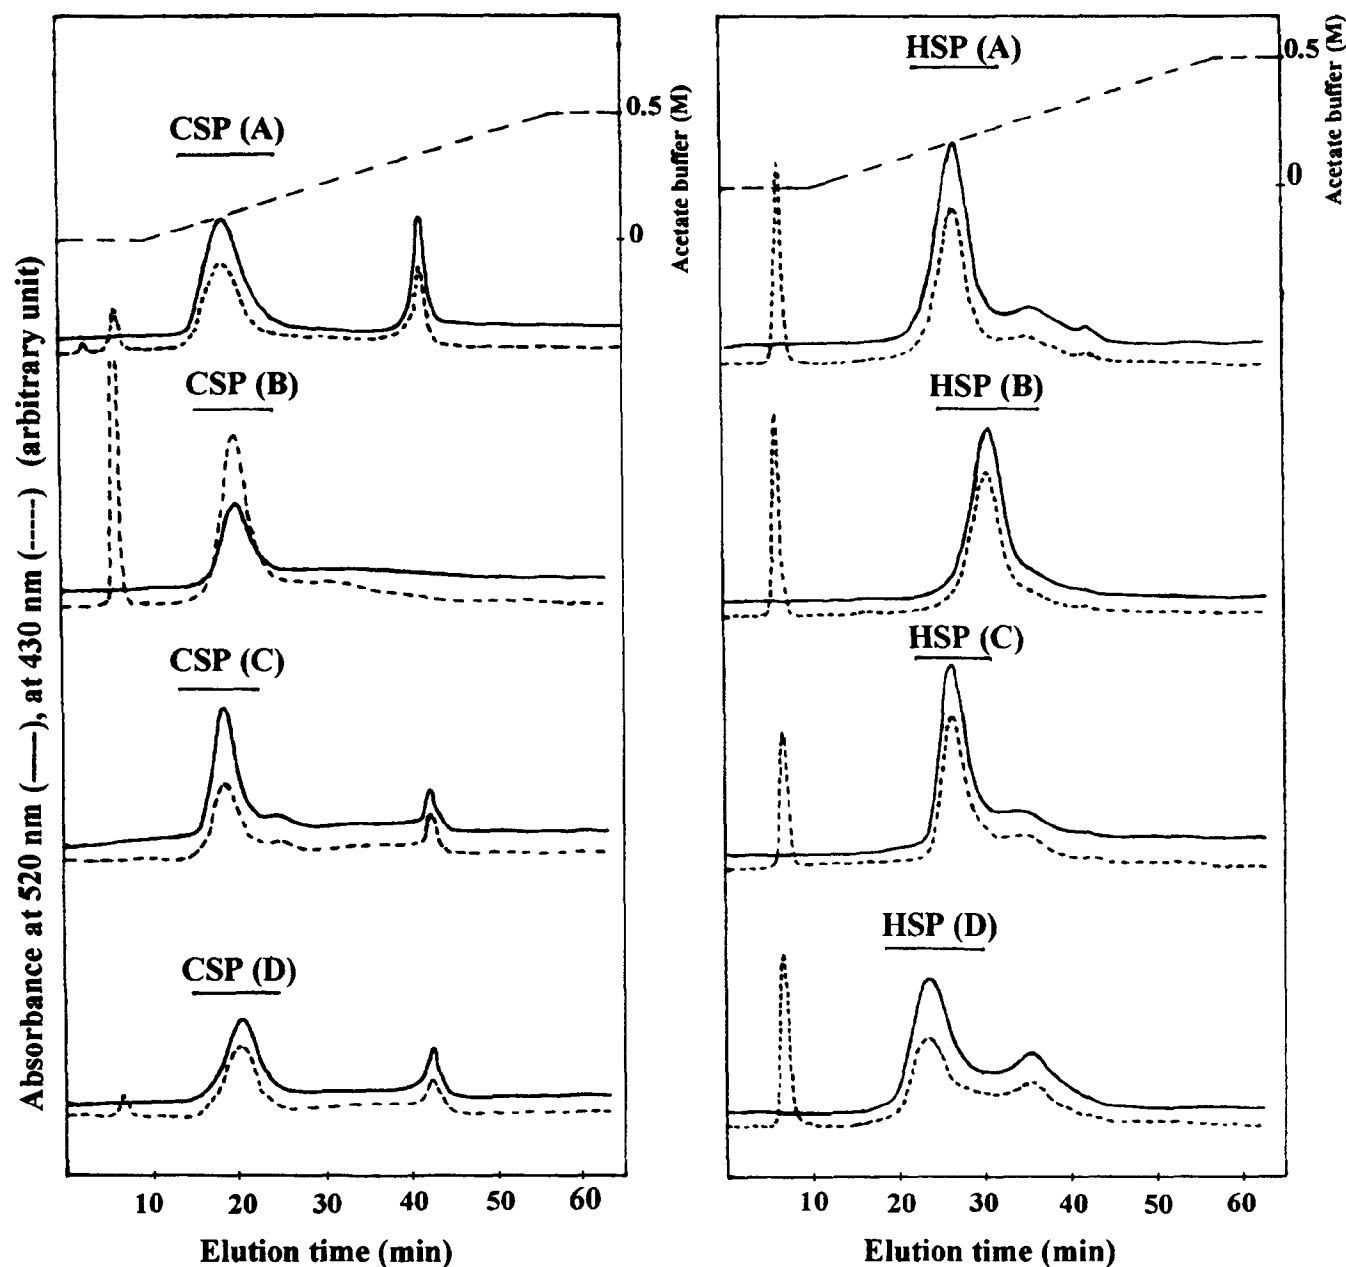 Absorbance at 520 nm (——), at 430 nm (-----) (arbitrary unit)
CSP (A)
0.5
0
Acetate buffer (M)
CSP (B)
CSP (C)
CSP (D)
10 20 30 40 50 60
Elution time (min)
HSP (A)
0.5
0
Acetate buffer (M)
HSP (B)
HSP (C)
HSP (D)
10 20 30 40 50 60
Elution time (min)